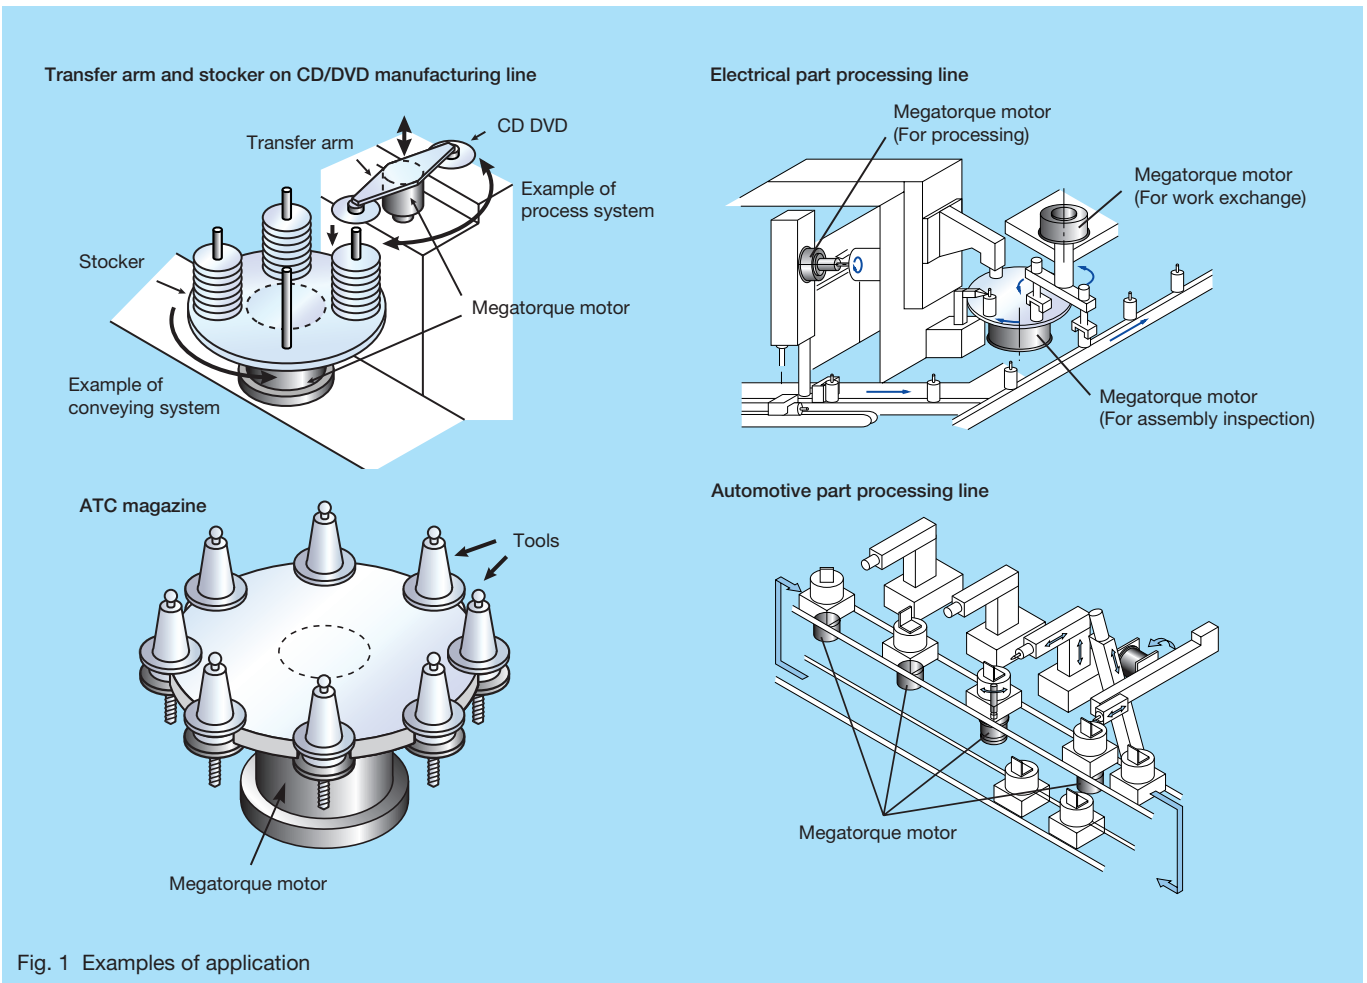 Transfer arm and stocker on CD/DVD manufacturing line
CD DVD
Transfer arm
Example of
process system
Stocker
Megatorque motor
Example of
conveying system
Electrical part processing line
Megatorque motor
(For processing)
Megatorque motor
(For work exchange)
Megatorque motor
(For assembly inspection)
ATC magazine
Tools
Megatorque motor
Automotive part processing line
Megatorque motor
Fig. 1 Examples of application